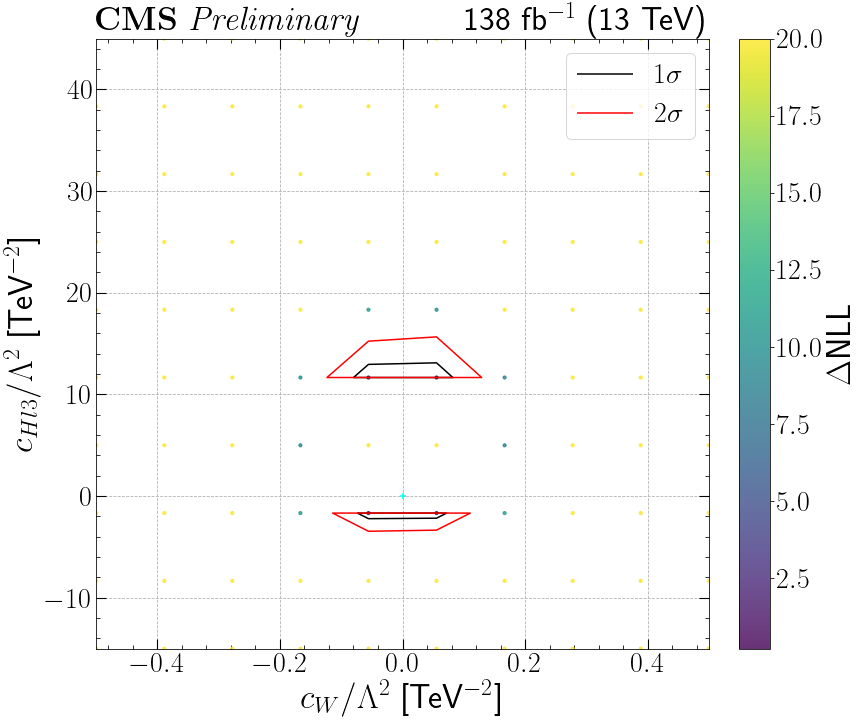 CMS Preliminary 138 fb⁻¹ (13 TeV)
1σ
2σ
40
30
20
10
0
−10
c_{Hl3}/Λ² [TeV⁻²]
−0.4 −0.2 0.0 0.2 0.4
c_W/Λ² [TeV⁻²]
20.0
17.5
15.0
12.5
10.0
7.5
5.0
2.5
ΔNLL